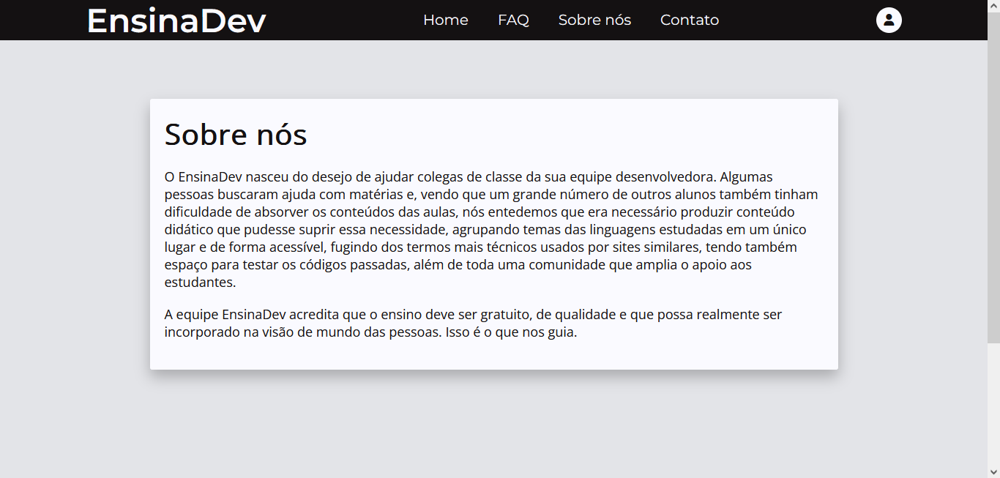 EnsinaDev
Home
FAQ
Sobre nós
Contato
Sobre nós
O EnsinaDev nasceu do desejo de ajudar colegas de classe da sua equipe desenvolvedora. Algumas
pessoas buscaram ajuda com matérias e, vendo que um grande número de outros alunos também tinham
dificuldade de absorver os conteúdos das aulas, nós entedemos que era necessário produzir conteúdo
didático que pudesse suprir essa necessidade, agrupando temas das linguagens estudadas em um único
lugar e de forma acessível, fugindo dos termos mais técnicos usados por sites similares, tendo também
espaço para testar os códigos passadas, além de toda uma comunidade que amplia o apoio aos
estudantes.
A equipe EnsinaDev acredita que o ensino deve ser gratuito, de qualidade e que possa realmente ser
incorporado na visão de mundo das pessoas. Isso é o que nos guia.